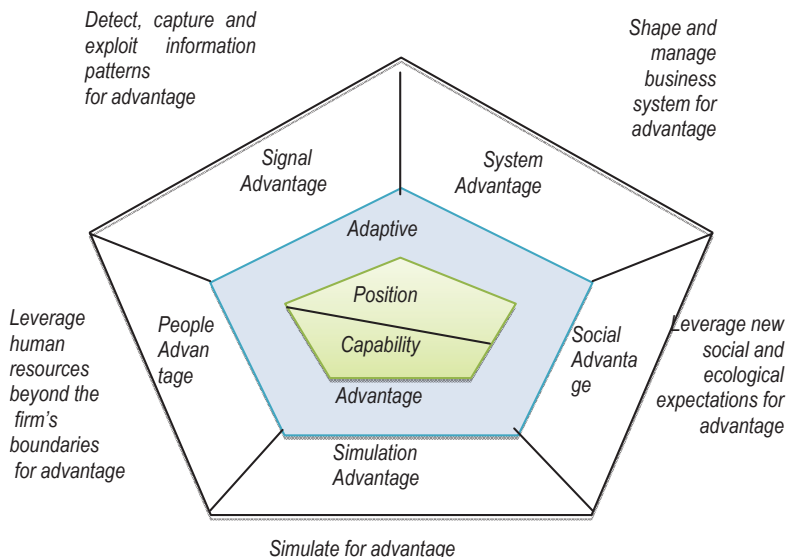 Detect, capture and
exploit information
patterns
for advantage
Shape and
manage
business
system for
advantage
Signal
Advantage
System
Advantage
Adaptive
Position
Capability
Advantage
People
Advan
tage
Social
Advanta
ge
Leverage
human
resources
beyond the
firm's
boundaries
for advantage
Leverage new
social and
ecological
expectations for
advantage
Simulation
Advantage
Simulate for advantage